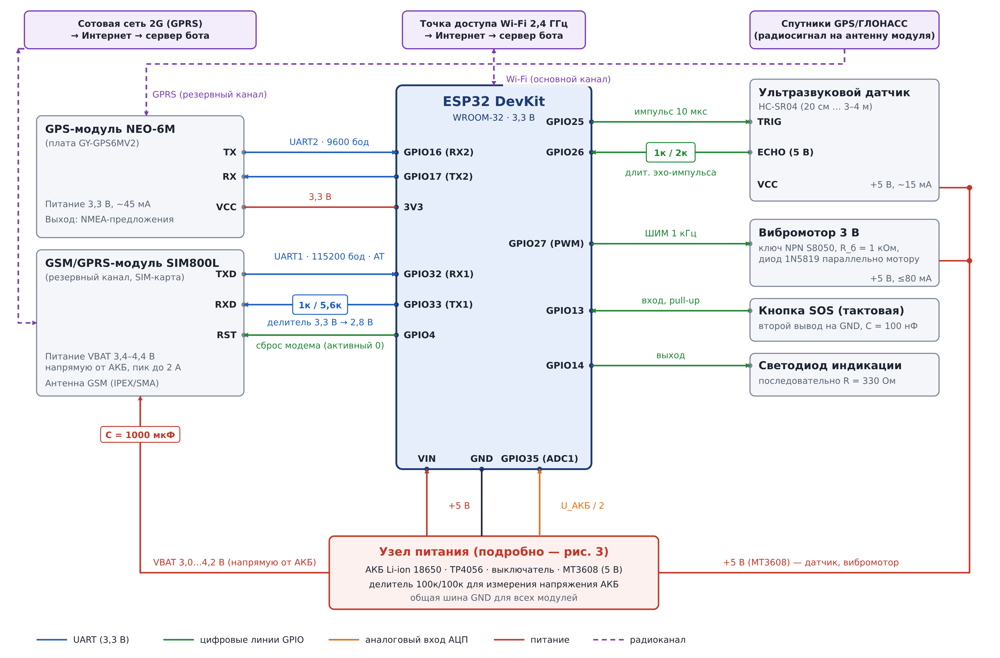 Сотовая сеть 2G (GPRS)
→ Интернет → сервер бота
Точка доступа Wi-Fi 2,4 ГГц
→ Интернет → сервер бота
Спутники GPS/ГЛОНАСС
(радиосигнал на антенну модуля)
GPRS (резервный канал)
Wi-Fi (основной канал)
GPS-модуль NEO-6M
(плата GY-GPS6MV2)
TX
RX
VCC
Питание 3,3 В, ~45 мА
Выход: NMEA-предложения
UART2 · 9600 бод
3,3 В
GSM/GPRS-модуль SIM800L
(резервный канал, SIM-карта)
TXD
RXD
RST
Питание VBAT 3,4–4,4 В
напрямую от АКБ, пик до 2 А
Антенна GSM (IPEX/SMA)
UART1 · 115200 бод · AT
1к / 5,6к
делитель 3,3 В → 2,8 В
сброс модема (активный 0)
C = 1000 мкФ
ESP32 DevKit
WROOM-32 · 3,3 В
GPIO16 (RX2)
GPIO17 (TX2)
3V3
GPIO32 (RX1)
GPIO33 (TX1)
GPIO4
GPIO25
GPIO26
GPIO27 (PWM)
GPIO13
GPIO14
VIN
GND
GPIO35 (ADC1)
импульс 10 мкс
1к / 2к
длит. эхо-импульса
ШИМ 1 кГц
вход, pull-up
выход
Ультразвуковой датчик
HC-SR04 (20 см … 3–4 м)
TRIG
ECHO (5 В)
VCC
+5 В, ~15 мА
Вибромотор 3 В
ключ NPN S8050, R_б = 1 кОм,
диод 1N5819 параллельно мотору
+5 В, ≤80 мА
Кнопка SOS (тактовая)
второй вывод на GND, C = 100 нФ
Светодиод индикации
последовательно R = 330 Ом
+5 В
U_АКБ / 2
VBAT 3,0…4,2 В (напрямую от АКБ)
Узел питания (подробно — рис. 3)
АКБ Li-ion 18650 · TP4056 · выключатель · MT3608 (5 В)
делитель 100к/100к для измерения напряжения АКБ
общая шина GND для всех модулей
+5 В (MT3608) — датчик, вибромотор
UART (3,3 В)
цифровые линии GPIO
аналоговый вход АЦП
питание
радиоканал